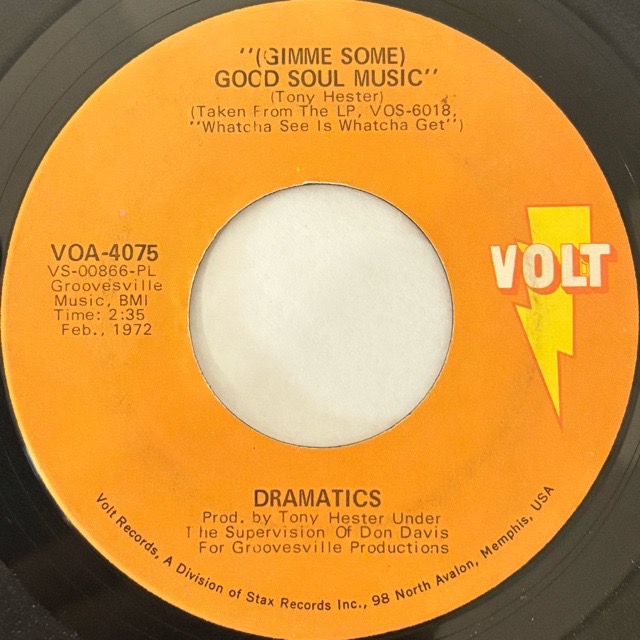 "(GIMME SOME)
GOOD SOUL MUSIC"
(Tony Hester)
(Taken From The LP, VOS-6018,
"Whatcha See Is Whatcha Get")
VOA-4075
VS-00866-PL
Groovesville
Music, BMI
Time: 2:35
Feb., 1972
VOLT
DRAMATICS
Prod. by Tony Hester Under
The Supervision Of Don Davis
For Groovesville Productions
Volt Records, A Division of Stax Records Inc., 98 North Avalon, Memphis, USA